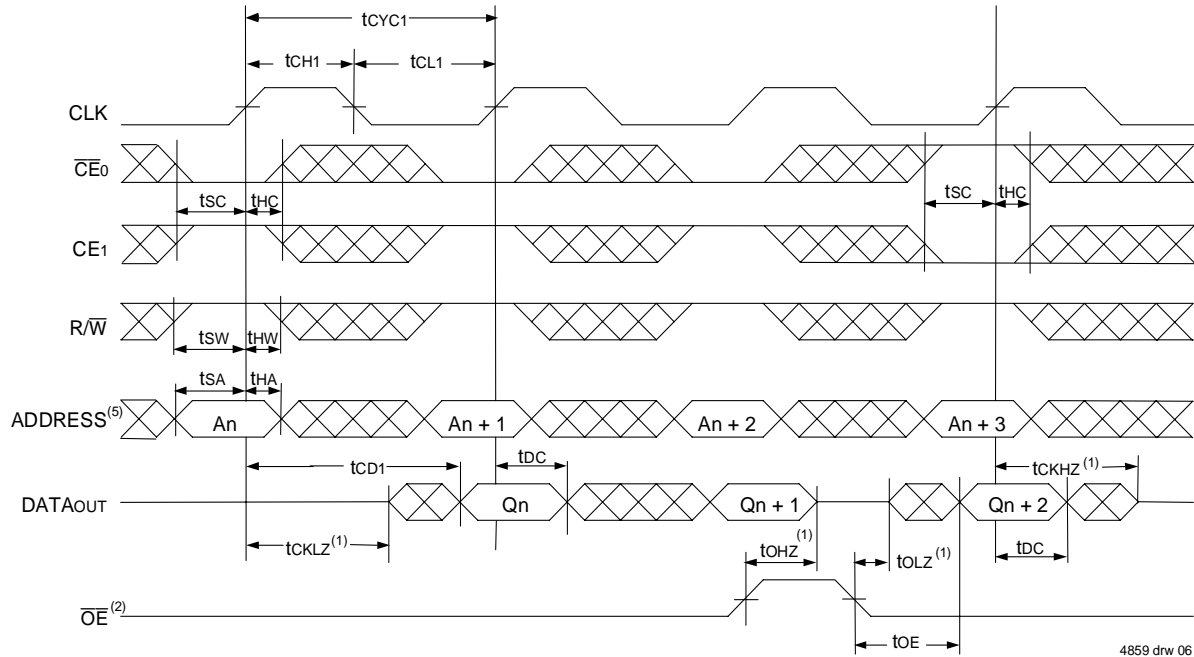 tCYC1
tCH1 tCL1
CLK
CE0
tSC tHC tSC tHC
CE1
R/W
tSW tHW
tSA tHA
ADDRESS(5) An An + 1 An + 2 An + 3
tCD1 tDC tCKHZ(1)
DATAOUT Qn Qn + 1 Qn + 2
tCKLZ(1) tOHZ(1) tOLZ(1) tDC
OE(2)
tOE
4859 drw 06